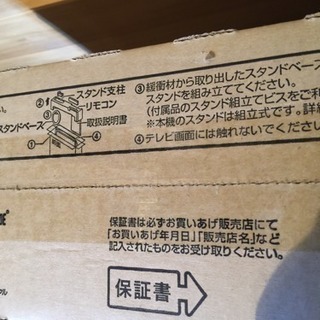 スタンド支柱
リモコン
取扱説明書
スタンドベース
②
①
④
③緩衝材から取り出したスタンドベース
スタンドを組み立ててください。
(付属品のスタンド組立てビスをご利
※本機のスタンドは組立式です。詳細
④テレビ画面には触れないでく
保証書は必ずお買いあげ販売店にて
「お買いあげ年月日」「販売店名」など
記入されたものをお受け取りください。
保証書